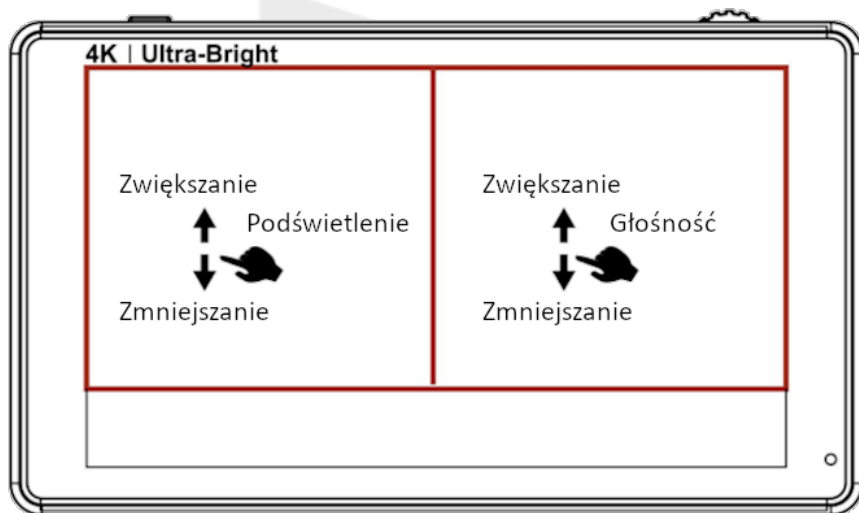 4K | Ultra-Bright
Zwiększanie
Podświetlenie
Zmniejszanie
Zwiększanie
Głośność
Zmniejszanie